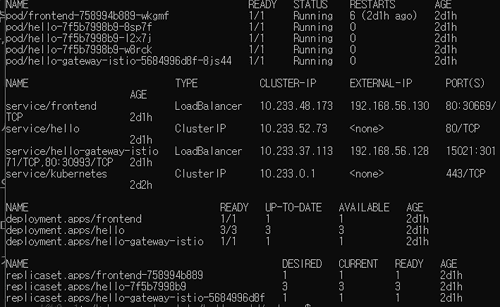 NAME READY STATUS RESTARTS AGE
pod/frontend-758994b889-wkgmf 1/1 Running 6 (2d1h ago) 2d1h
pod/hello-7f5b7998b9-8sp7f 1/1 Running 0 2d1h
pod/hello-7f5b7998b9-l2x7j 1/1 Running 0 2d1h
pod/hello-7f5b7998b9-w8rck 1/1 Running 0 2d1h
pod/hello-gateway-istio-5684996d8f-8js44 1/1 Running 0 2d1h
NAME TYPE CLUSTER-IP EXTERNAL-IP PORT(S)
AGE
service/frontend LoadBalancer 10.233.48.173 192.168.56.130 80:30669/
TCP 2d1h
service/hello ClusterIP 10.233.52.73 <none> 80/TCP
2d1h
service/hello-gateway-istio LoadBalancer 10.233.37.113 192.168.56.128 15021:301
71/TCP,80:30993/TCP 2d1h
service/kubernetes ClusterIP 10.233.0.1 <none> 443/TCP
2d2h
NAME READY UP-TO-DATE AVAILABLE AGE
deployment.apps/frontend 1/1 1 1 2d1h
deployment.apps/hello 3/3 3 3 2d1h
deployment.apps/hello-gateway-istio 1/1 1 1 2d1h
NAME DESIRED CURRENT READY AGE
replicaset.apps/frontend-758994b889 1 1 1 2d1h
replicaset.apps/hello-7f5b7998b9 3 3 3 2d1h
replicaset.apps/hello-gateway-istio-5684996d8f 1 1 1 2d1h